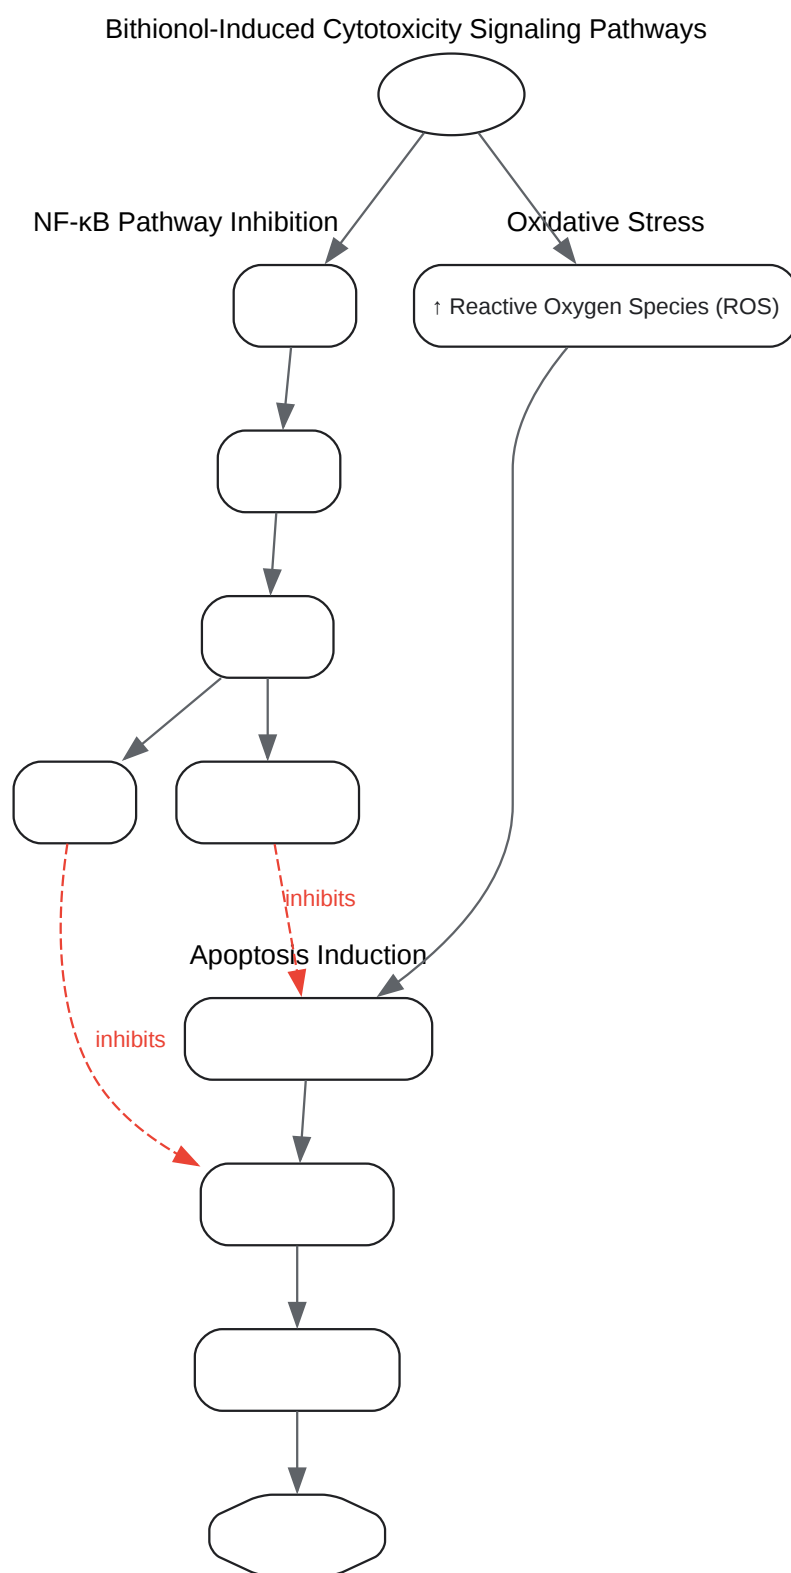 Bithionol-Induced Cytotoxicity Signaling Pathways
NF-κB Pathway Inhibition
Oxidative Stress
↑ Reactive Oxygen Species (ROS)
inhibits
Apoptosis Induction
inhibits